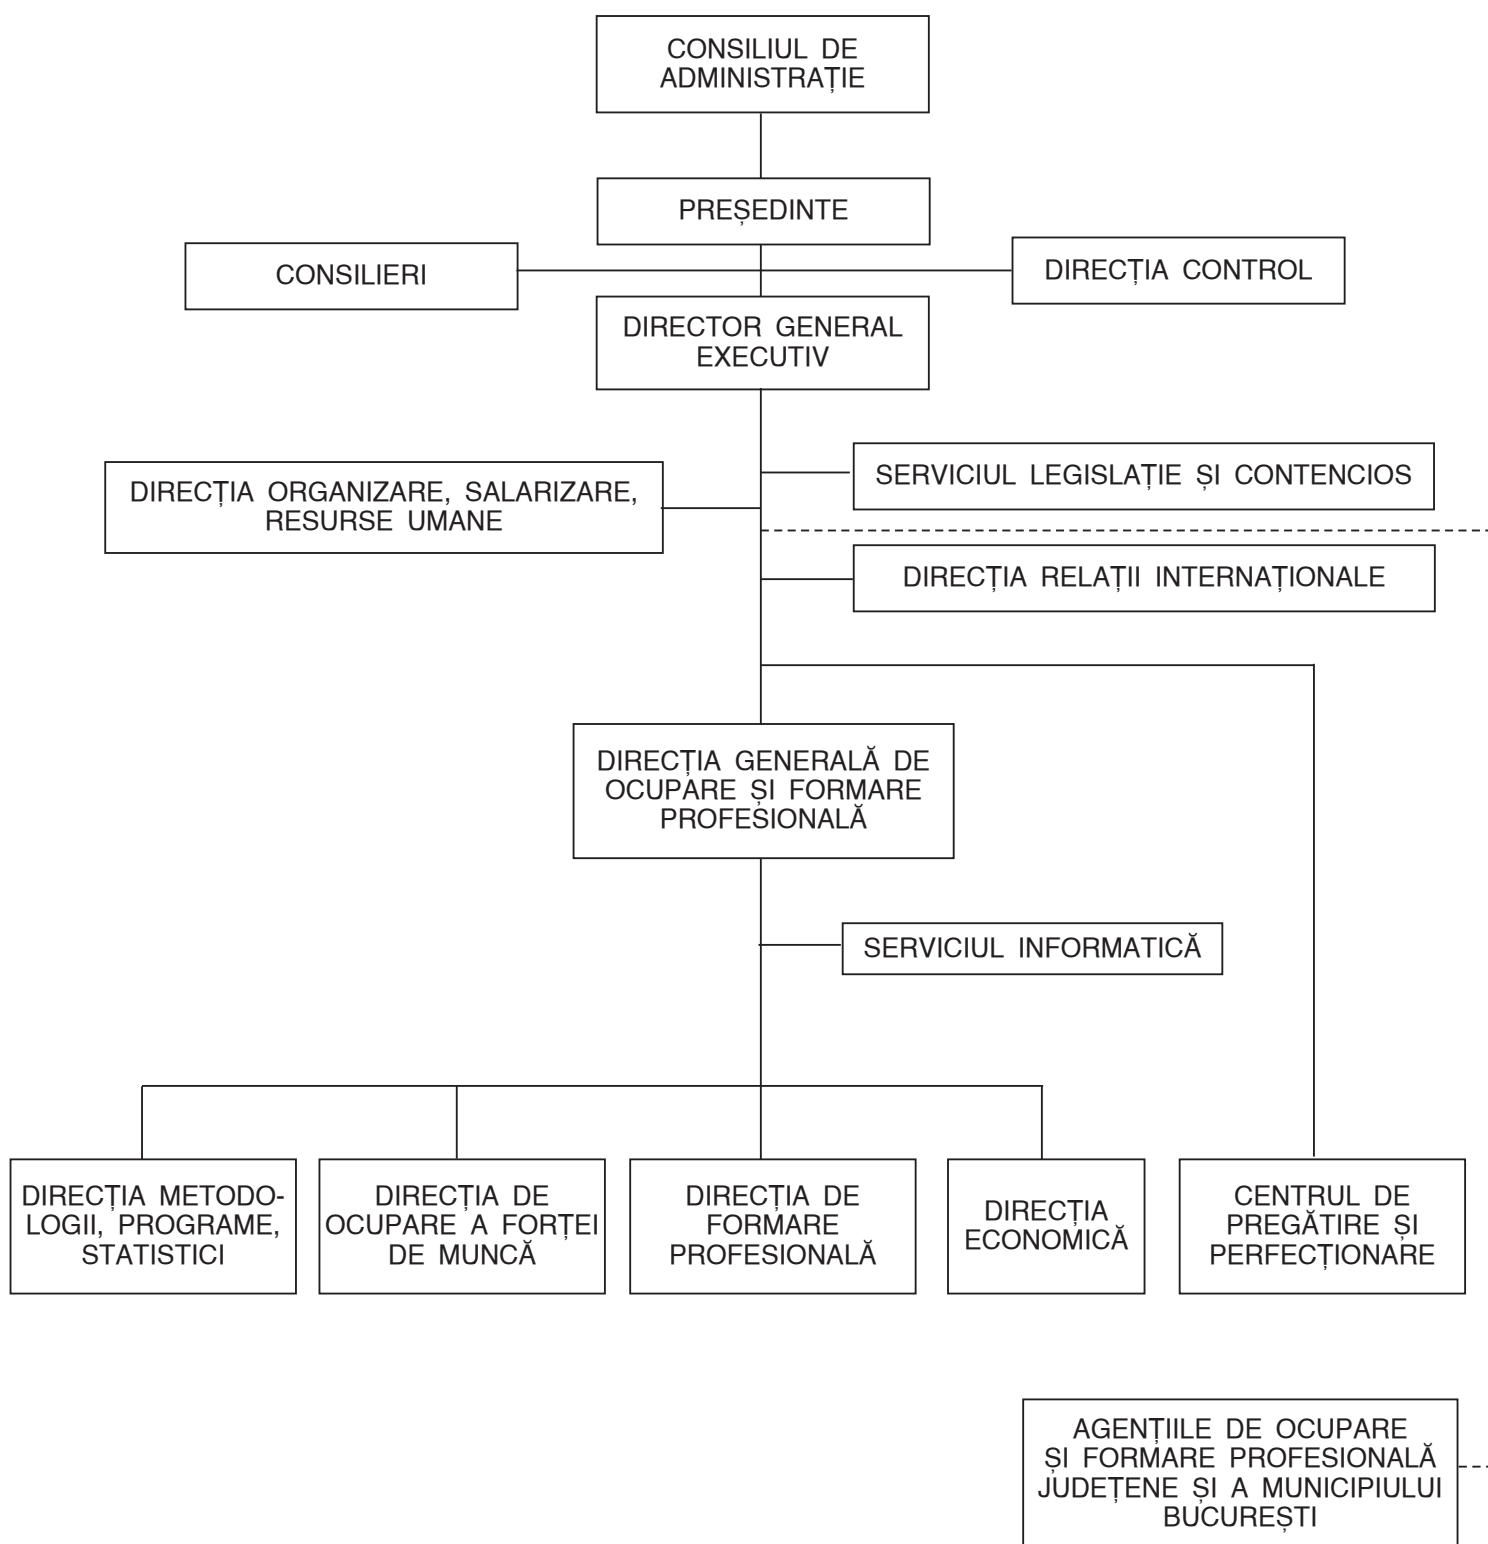 CONSILIUL DE
ADMINISTRAȚIE
PREȘEDINTE
CONSILIERI
DIRECȚIA CONTROL
DIRECTOR GENERAL
EXECUTIV
SERVICIUL LEGISLAȚIE ȘI CONTENCIOS
DIRECȚIA ORGANIZARE, SALARIZARE,
RESURSE UMANE
DIRECȚIA RELAȚII INTERNAȚIONALE
DIRECȚIA GENERALĂ DE
OCUPARE ȘI FORMARE
PROFESIONALĂ
SERVICIUL INFORMATICĂ
DIRECȚIA METODO-
LOGII, PROGRAME,
STATISTICI
DIRECȚIA DE
OCUPARE A FORȚEI
DE MUNCĂ
DIRECȚIA DE
FORMARE
PROFESIONALĂ
DIRECȚIA
ECONOMICĂ
CENTRUL DE
PREGĂTIRE ȘI
PERFECȚIONARE
AGENȚIILE DE OCUPARE
ȘI FORMARE PROFESIONALĂ
JUDEȚENE ȘI A MUNICIPIULUI
BUCUREȘTI